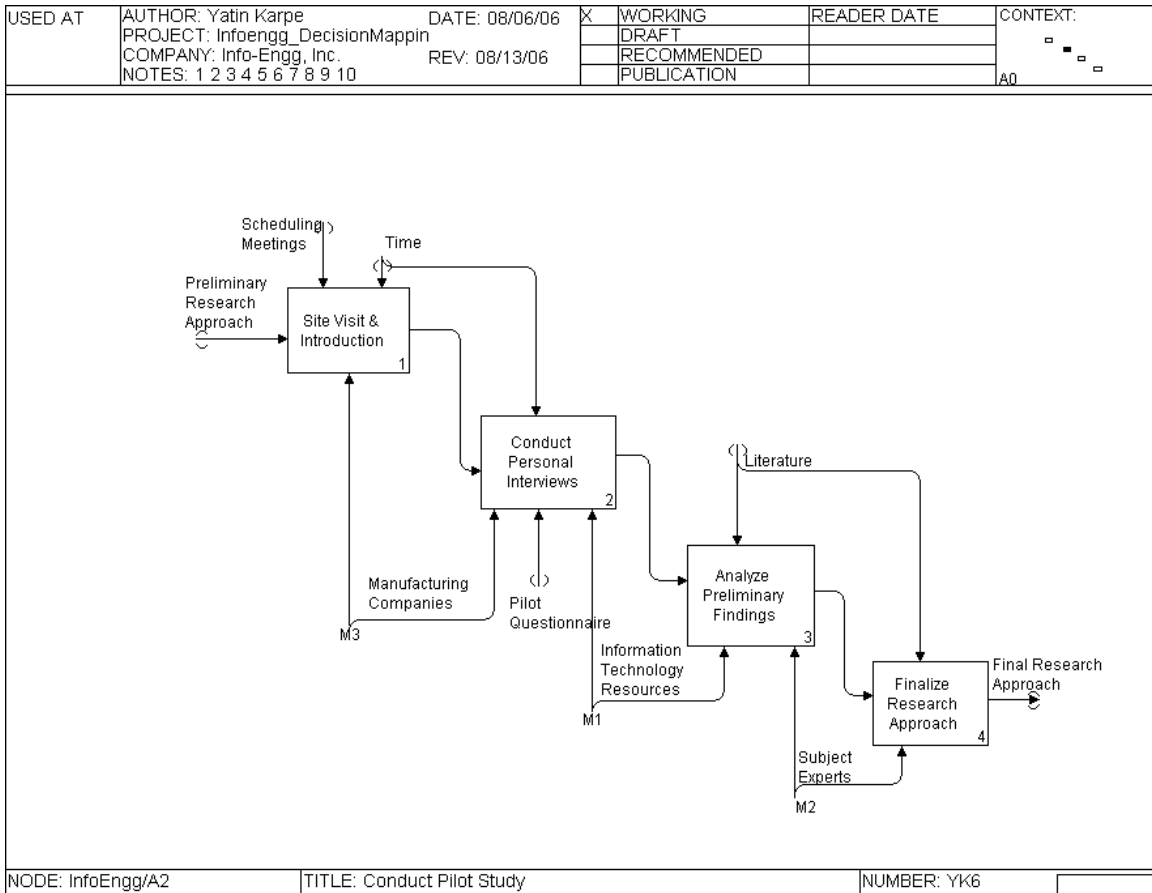 USED AT
AUTHOR: Yatin Karpe
DATE: 08/06/06
PROJECT: Infoengg_DecisionMappin
COMPANY: Info-Engg, Inc.
REV: 08/13/06
NOTES: 1 2 3 4 5 6 7 8 9 10
X
WORKING
DRAFT
RECOMMENDED
PUBLICATION
READER DATE
CONTEXT:
A0
Scheduling
Meetings
Time
Preliminary
Research
Approach
Site Visit &
Introduction
1
Conduct
Personal
Interviews
2
Literature
Manufacturing
Companies
M3
Pilot
Questionnaire
Analyze
Preliminary
Findings
3
Information
Technology
Resources
M1
Finalize
Research
Approach
4
Final Research
Approach
Subject
Experts
M2
NODE: InfoEngg/A2
TITLE: Conduct Pilot Study
NUMBER: YK6